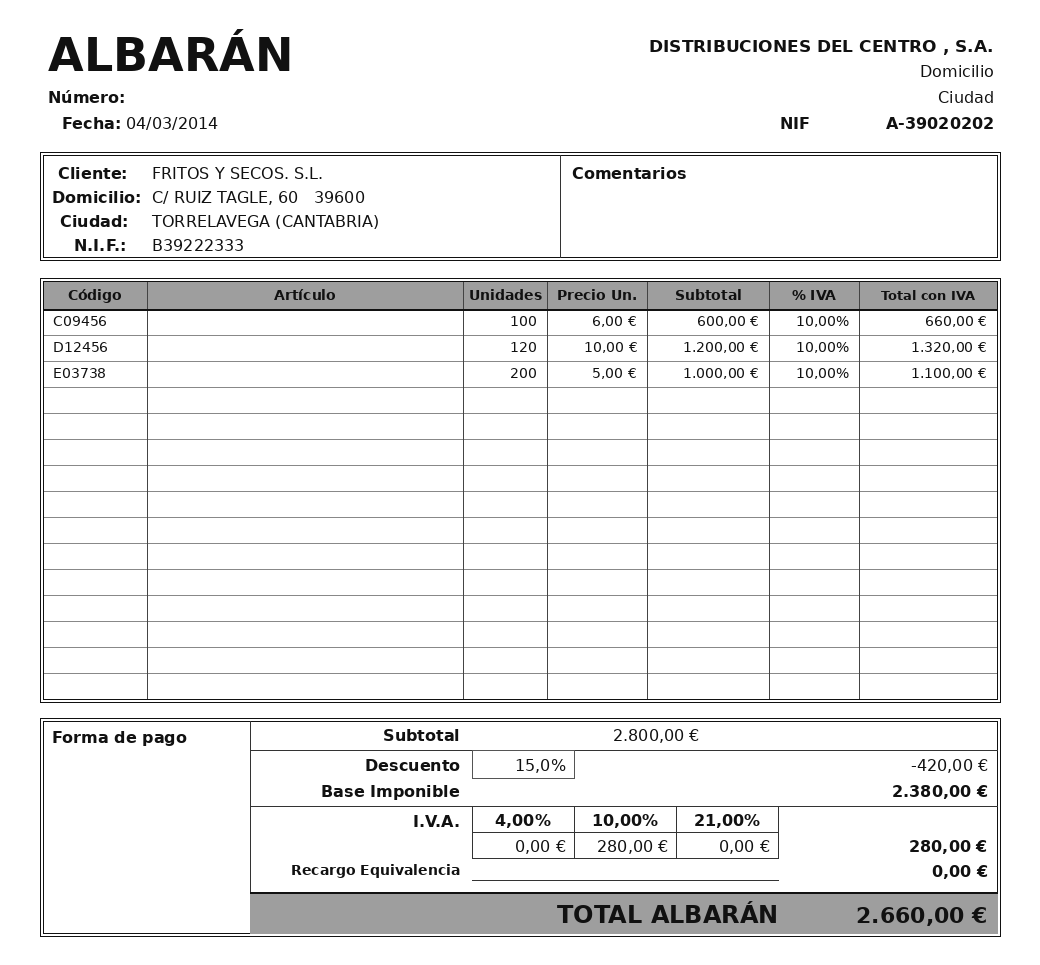 ALBARÁN
DISTRIBUCIONES DEL CENTRO , S.A.
Domicilio
Número:
Ciudad
Fecha: 04/03/2014
NIF A-39020202
Cliente: FRITOS Y SECOS. S.L.
Domicilio: C/ RUIZ TAGLE, 60 39600
Ciudad: TORRELAVEGA (CANTABRIA)
N.I.F.: B39222333
Comentarios
Código Artículo Unidades Precio Un. Subtotal % IVA Total con IVA
C09456 100 6,00 € 600,00 € 10,00% 660,00 €
D12456 120 10,00 € 1.200,00 € 10,00% 1.320,00 €
E03738 200 5,00 € 1.000,00 € 10,00% 1.100,00 €
Forma de pago
Subtotal 2.800,00 €
Descuento 15,0% -420,00 €
Base Imponible 2.380,00 €
I.V.A. 4,00% 10,00% 21,00%
0,00 € 280,00 € 0,00 € 280,00 €
Recargo Equivalencia 0,00 €
TOTAL ALBARÁN 2.660,00 €